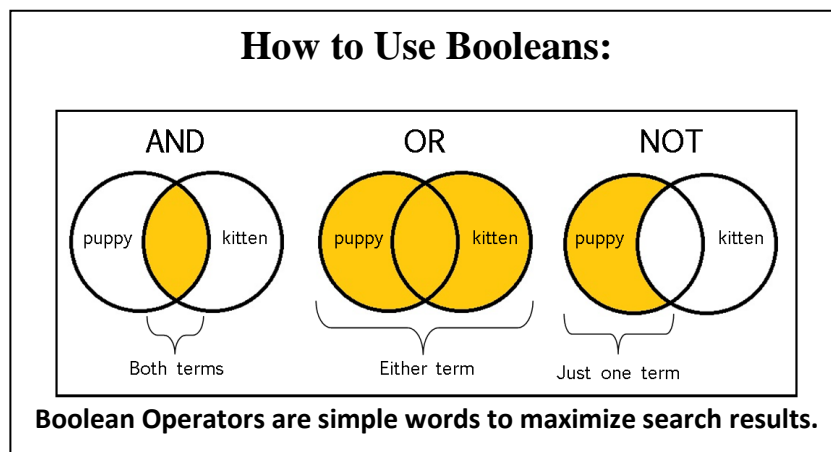 How to Use Booleans:
AND OR NOT
puppy kitten puppy kitten puppy kitten
Both terms Either term Just one term
Boolean Operators are simple words to maximize search results.